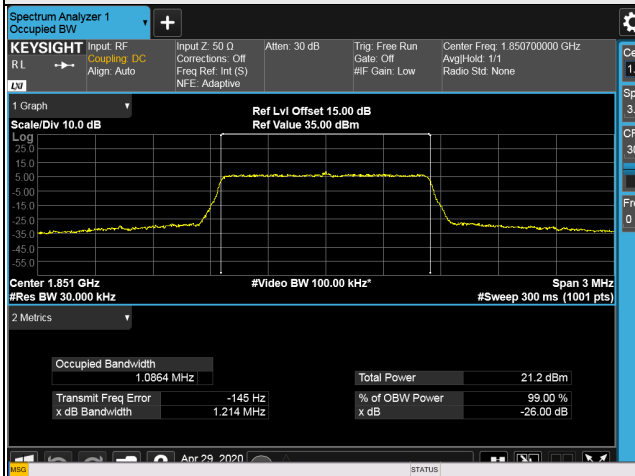 Spectrum Analyzer 1
Occupied BW
KEYSIGHT
RL
LXI
Input: RF
Coupling: DC
Align: Auto
Input Z: 50 Ω
Corrections: Off
Freq Ref: Int (S)
NFE: Adaptive
Atten: 30 dB
Trig: Free Run
Gate: Off
#IF Gain: Low
Center Freq: 1.850700000 GHz
Avg|Hold: 1/1
Radio Std: None
1 Graph
Scale/Div 10.0 dB
Ref Lvl Offset 15.00 dB
Ref Value 35.00 dBm
Log
25.0
15.0
5.00
-5.00
-15.0
-25.0
-35.0
-45.0
-55.0
Center 1.851 GHz
#Res BW 30.000 kHz
#Video BW 100.00 kHz*
Span 3 MHz
#Sweep 300 ms (1001 pts)
2 Metrics
Occupied Bandwidth
1.0864 MHz
Transmit Freq Error -145 Hz
x dB Bandwidth 1.214 MHz
Total Power 21.2 dBm
% of OBW Power 99.00 %
x dB -26.00 dB
Apr 29, 2020
MSG
STATUS